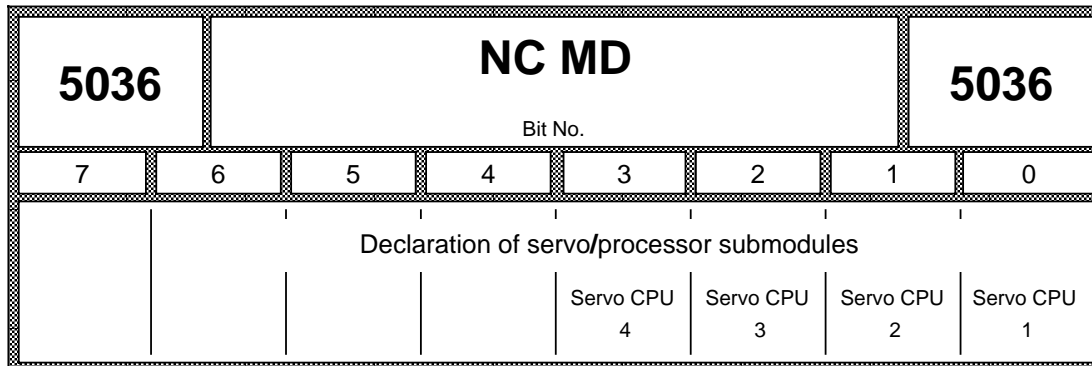 5036 NC MD 5036
Bit No.
7 6 5 4 3 2 1 0
Declaration of servo/processor submodules
Servo CPU Servo CPU Servo CPU Servo CPU
4 3 2 1